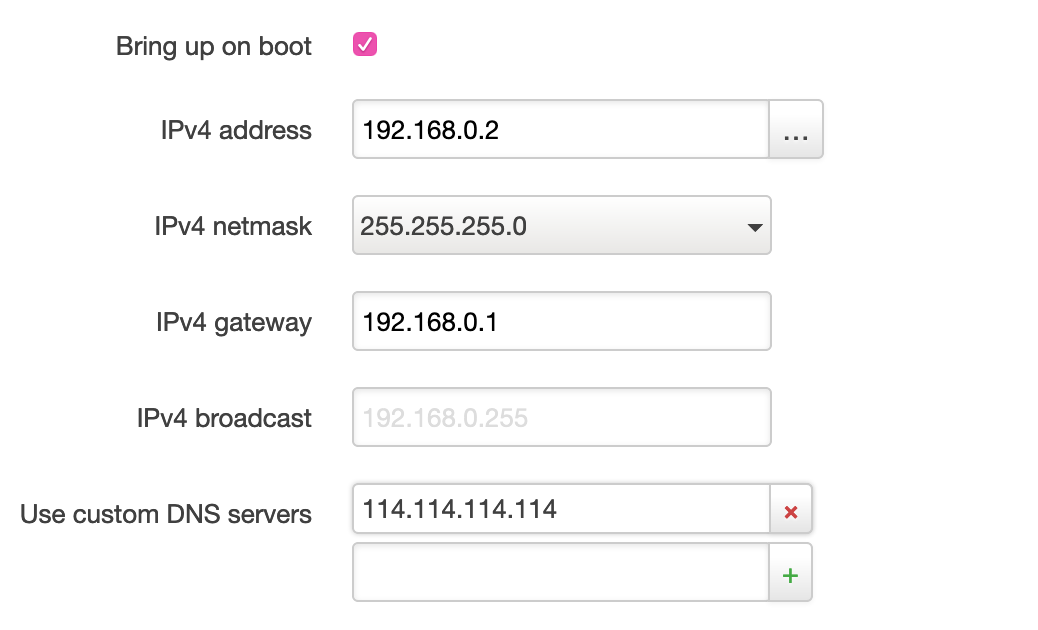 Bring up on boot
IPv4 address 192.168.0.2 ...
IPv4 netmask 255.255.255.0
IPv4 gateway 192.168.0.1
IPv4 broadcast 192.168.0.255
Use custom DNS servers 114.114.114.114 ×
+